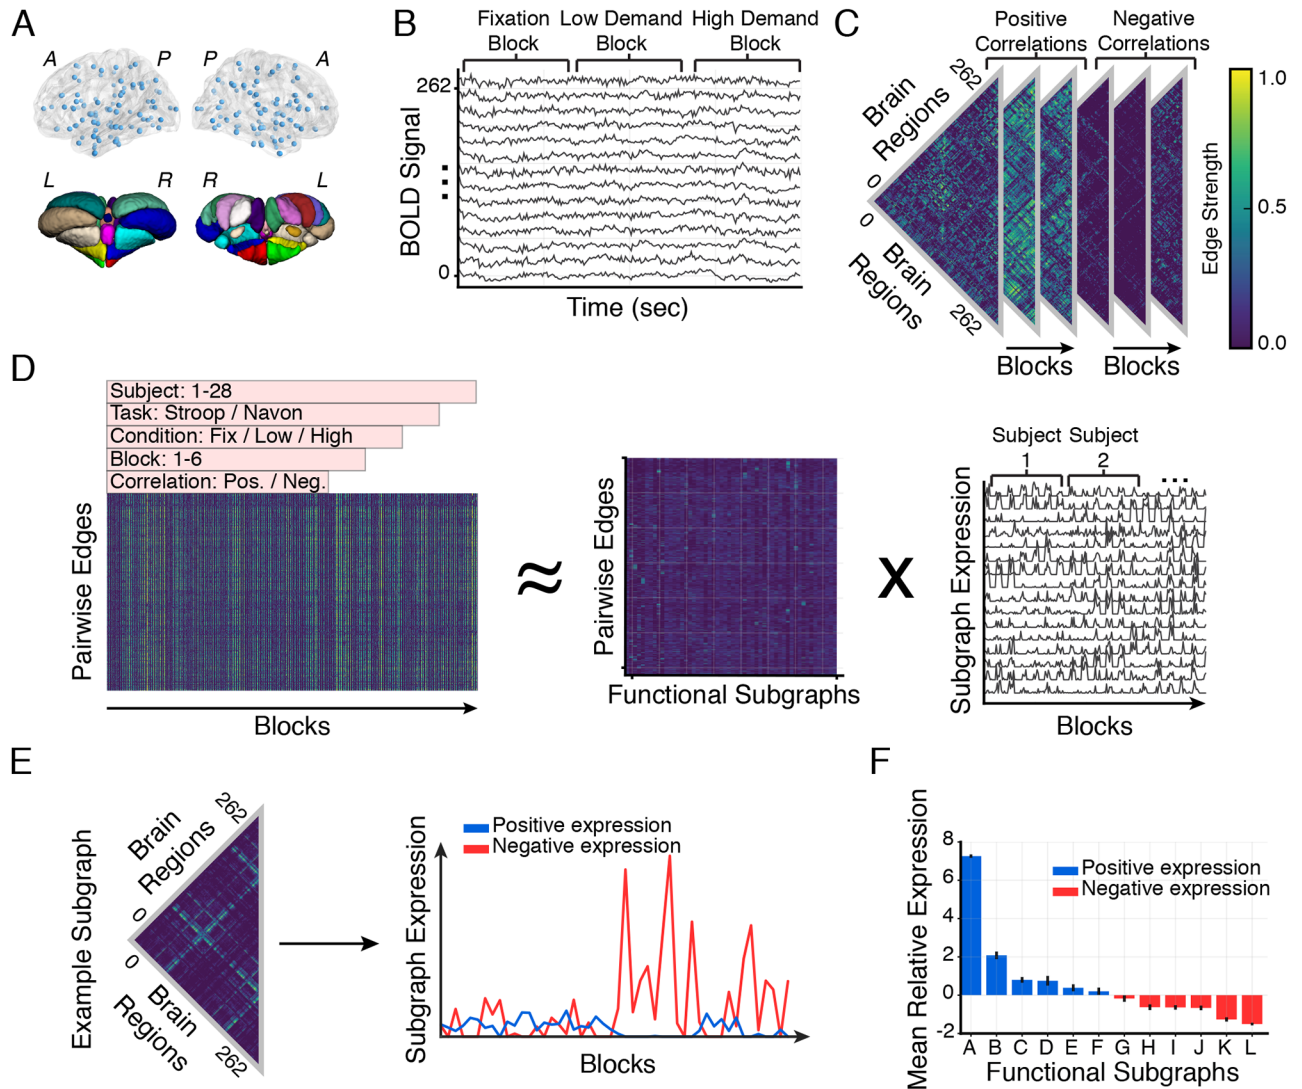 A
A P P A
L R R L
B
Fixation Block
Low Demand Block
High Demand Block
BOLD Signal
262
0
Time (sec)
C
Positive Correlations
Negative Correlations
Brain Regions
262
0
0
Brain Regions
262
Blocks
Blocks
Edge Strength
1.0
0.5
0.0
D
Subject: 1-28
Task: Stroop / Navon
Condition: Fix / Low / High
Block: 1-6
Correlation: Pos. / Neg.
Pairwise Edges
Blocks
≈
Pairwise Edges
Functional Subgraphs
x
Subject 1
Subject 2
...
Subgraph Expression
Blocks
E
Example Subgraph
Brain Regions
262
0
0
Brain Regions
262
Subgraph Expression
Positive expression
Negative expression
Blocks
F
Mean Relative Expression
8
6
4
2
0
-2
Positive expression
Negative expression
A B C D E F G H I J K L
Functional Subgraphs